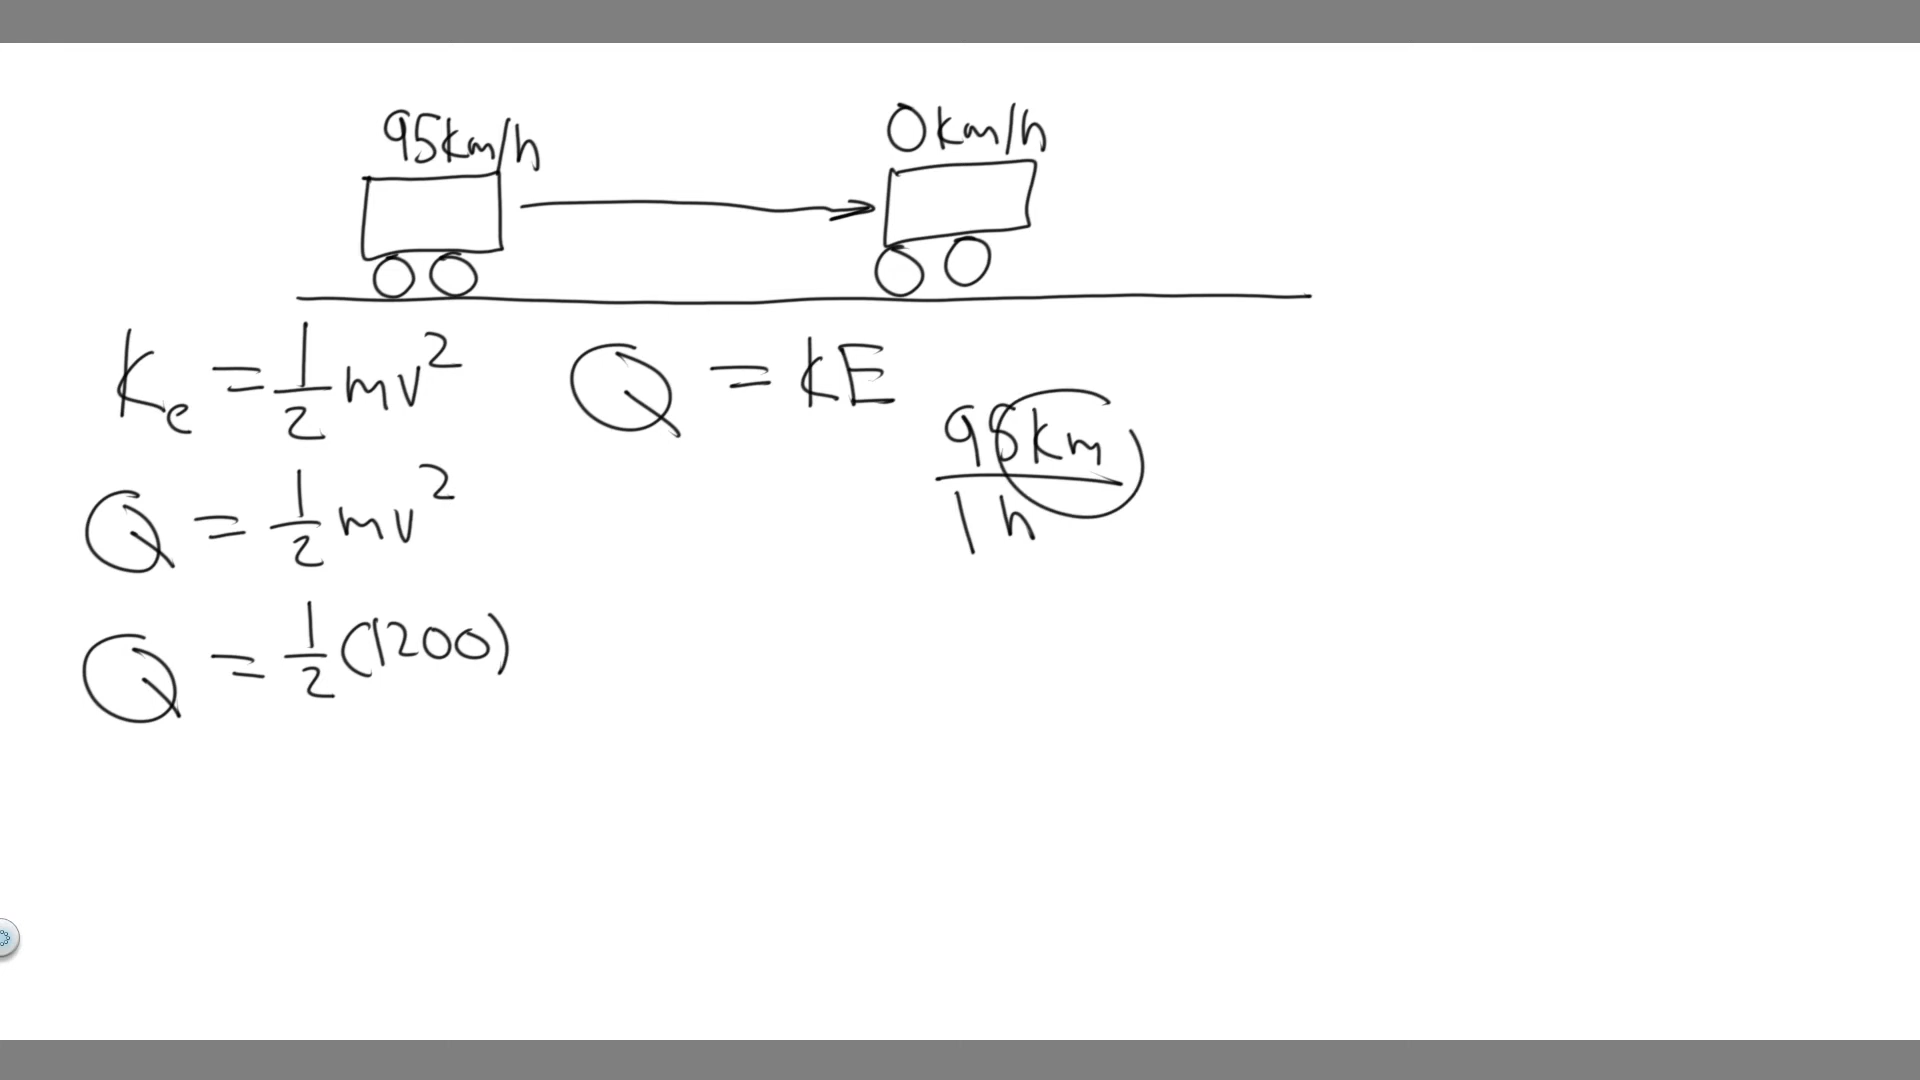 95km/h 0km/h
Ke = 1/2 mv² Q = KE
95km/1h
Q = 1/2 mv²
Q = 1/2 (1200)